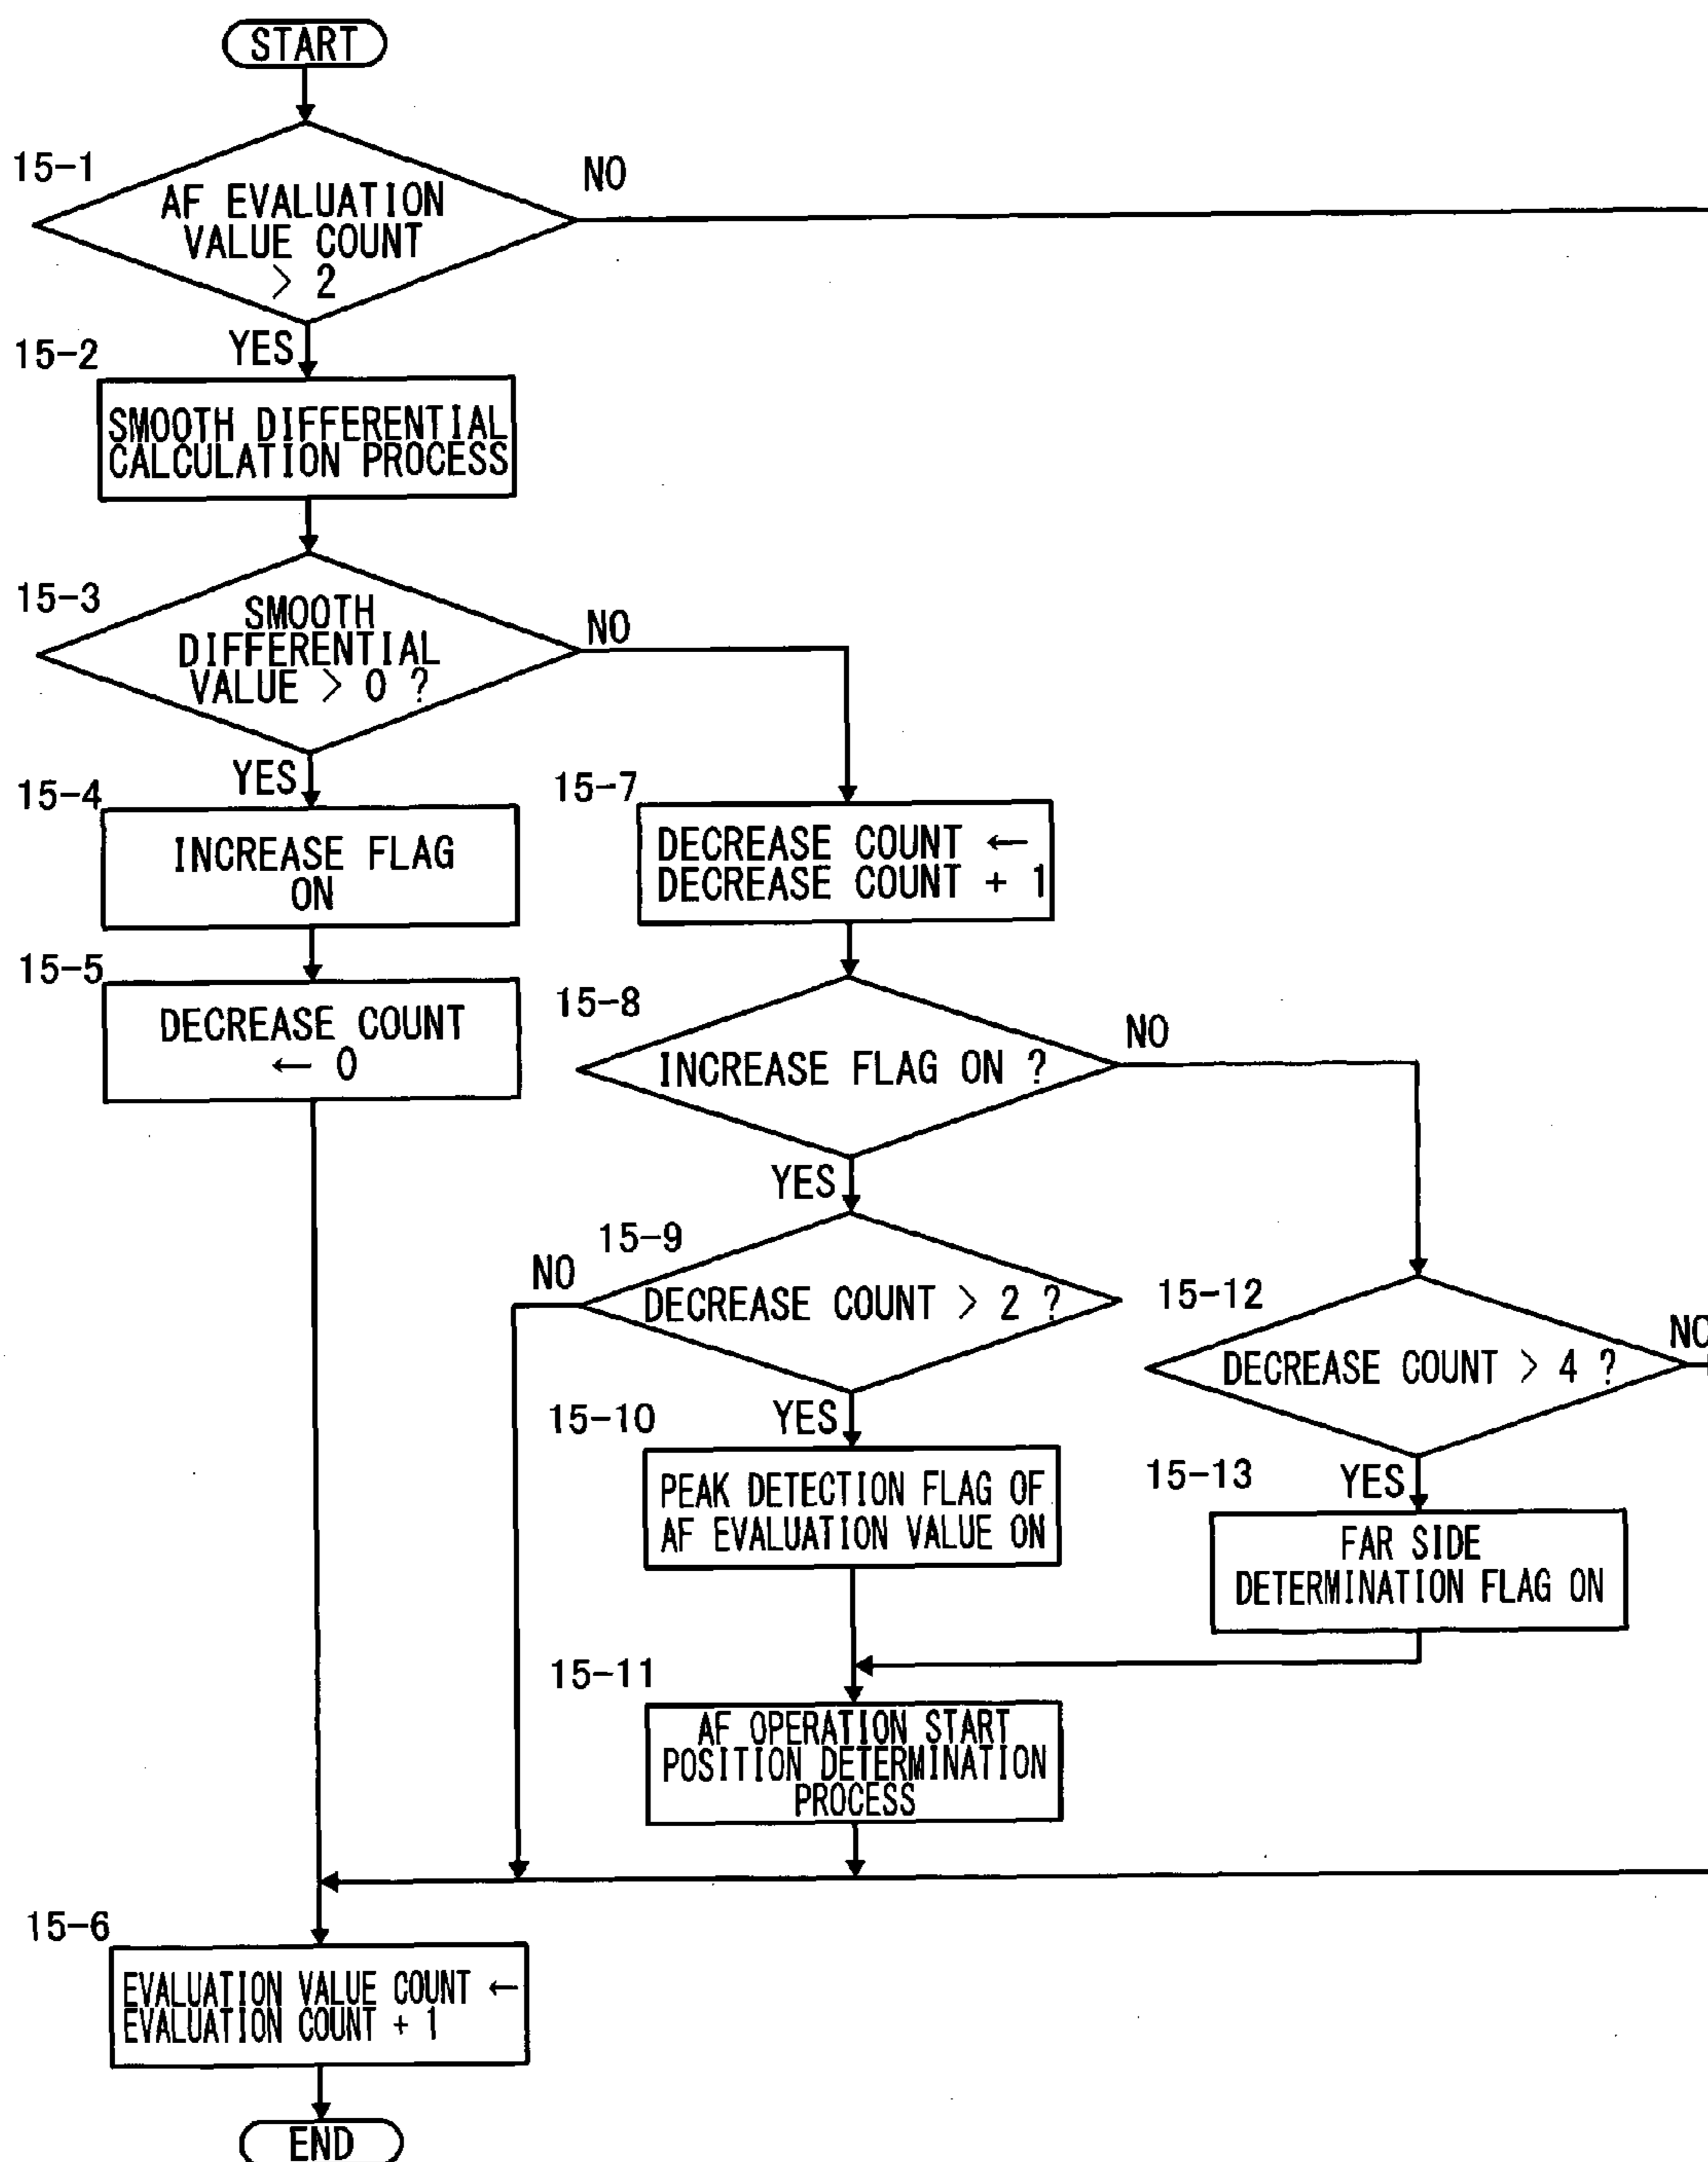 START
15-1
AF EVALUATION
VALUE COUNT
> 2
NO
YES
15-2
SMOOTH DIFFERENTIAL
CALCULATION PROCESS
15-3
SMOOTH
DIFFERENTIAL
VALUE > 0 ?
NO
YES
15-4
INCREASE FLAG
ON
15-5
DECREASE COUNT
← 0
15-7
DECREASE COUNT ←
DECREASE COUNT + 1
15-8
INCREASE FLAG ON ?
NO
YES
15-9
NO
DECREASE COUNT > 2 ?
YES
15-10
PEAK DETECTION FLAG OF
AF EVALUATION VALUE ON
15-12
DECREASE COUNT > 4 ?
NO
YES
15-13
FAR SIDE
DETERMINATION FLAG ON
15-11
AF OPERATION START
POSITION DETERMINATION
PROCESS
15-6
EVALUATION VALUE COUNT ←
EVALUATION COUNT + 1
END